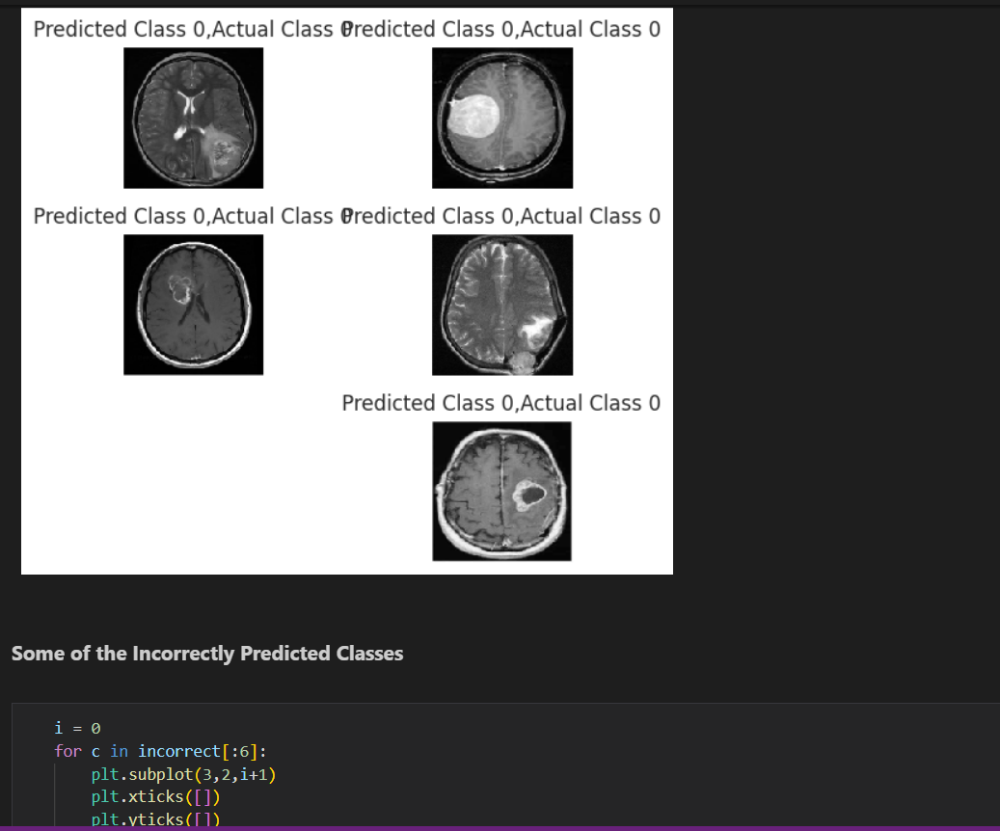 Predicted Class 0,Actual Class 0 Predicted Class 0,Actual Class 0
Predicted Class 0,Actual Class 0 Predicted Class 0,Actual Class 0
Predicted Class 0,Actual Class 0
Some of the Incorrectly Predicted Classes
i = 0
for c in incorrect[:6]:
    plt.subplot(3,2,i+1)
    plt.xticks([])
    plt.yticks([])